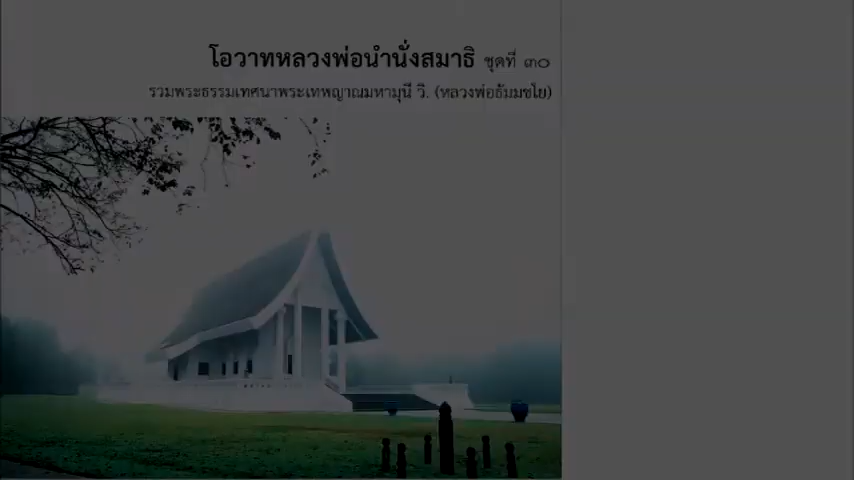 โอวาทหลวงพ่อนำนั่งสมาธิ ชุดที่ ๓๐
รวมพระธรรมเทศนาพระเทพญาณมหามุนี วิ. (หลวงพ่อธัมมชโย)